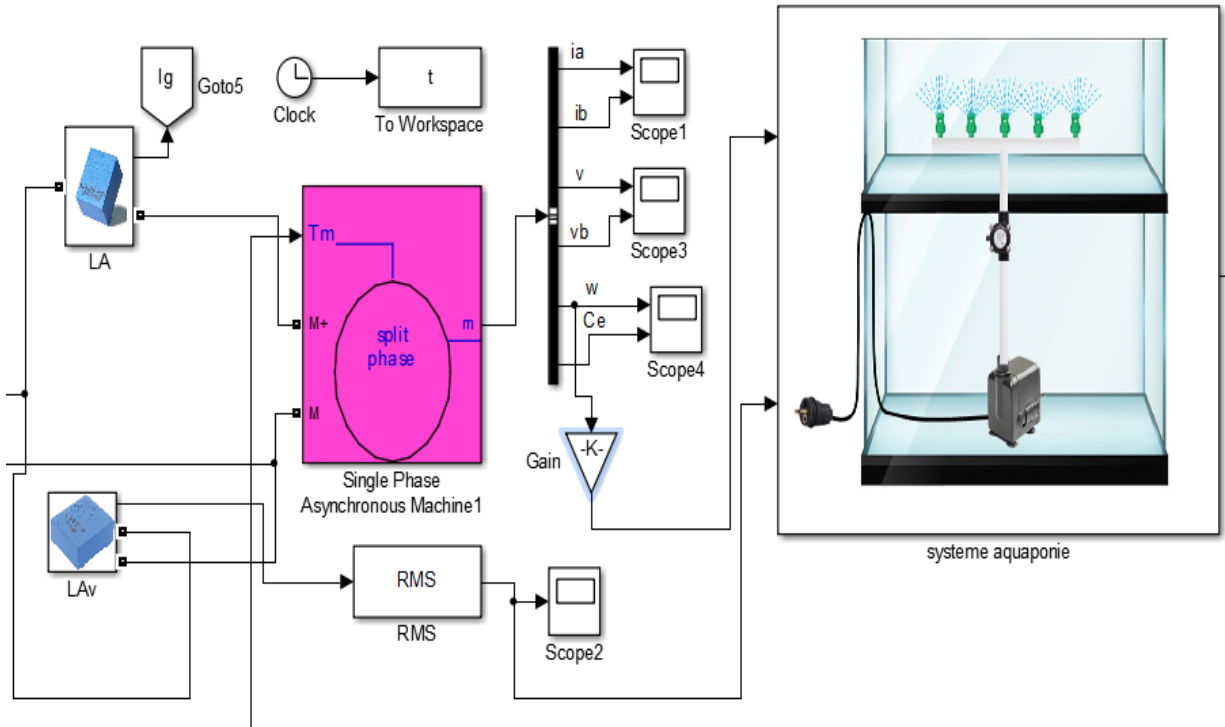 Ig
Goto5
Clock
t
To Workspace
ia
ib
Scope1
LA
v
vb
Scope3
Tm
M+
split
phase
m
M
w
Ce
Scope4
Gain
-K-
Single Phase
Asynchronous Machine1
LAv
RMS
RMS
Scope2
systeme aquaponie